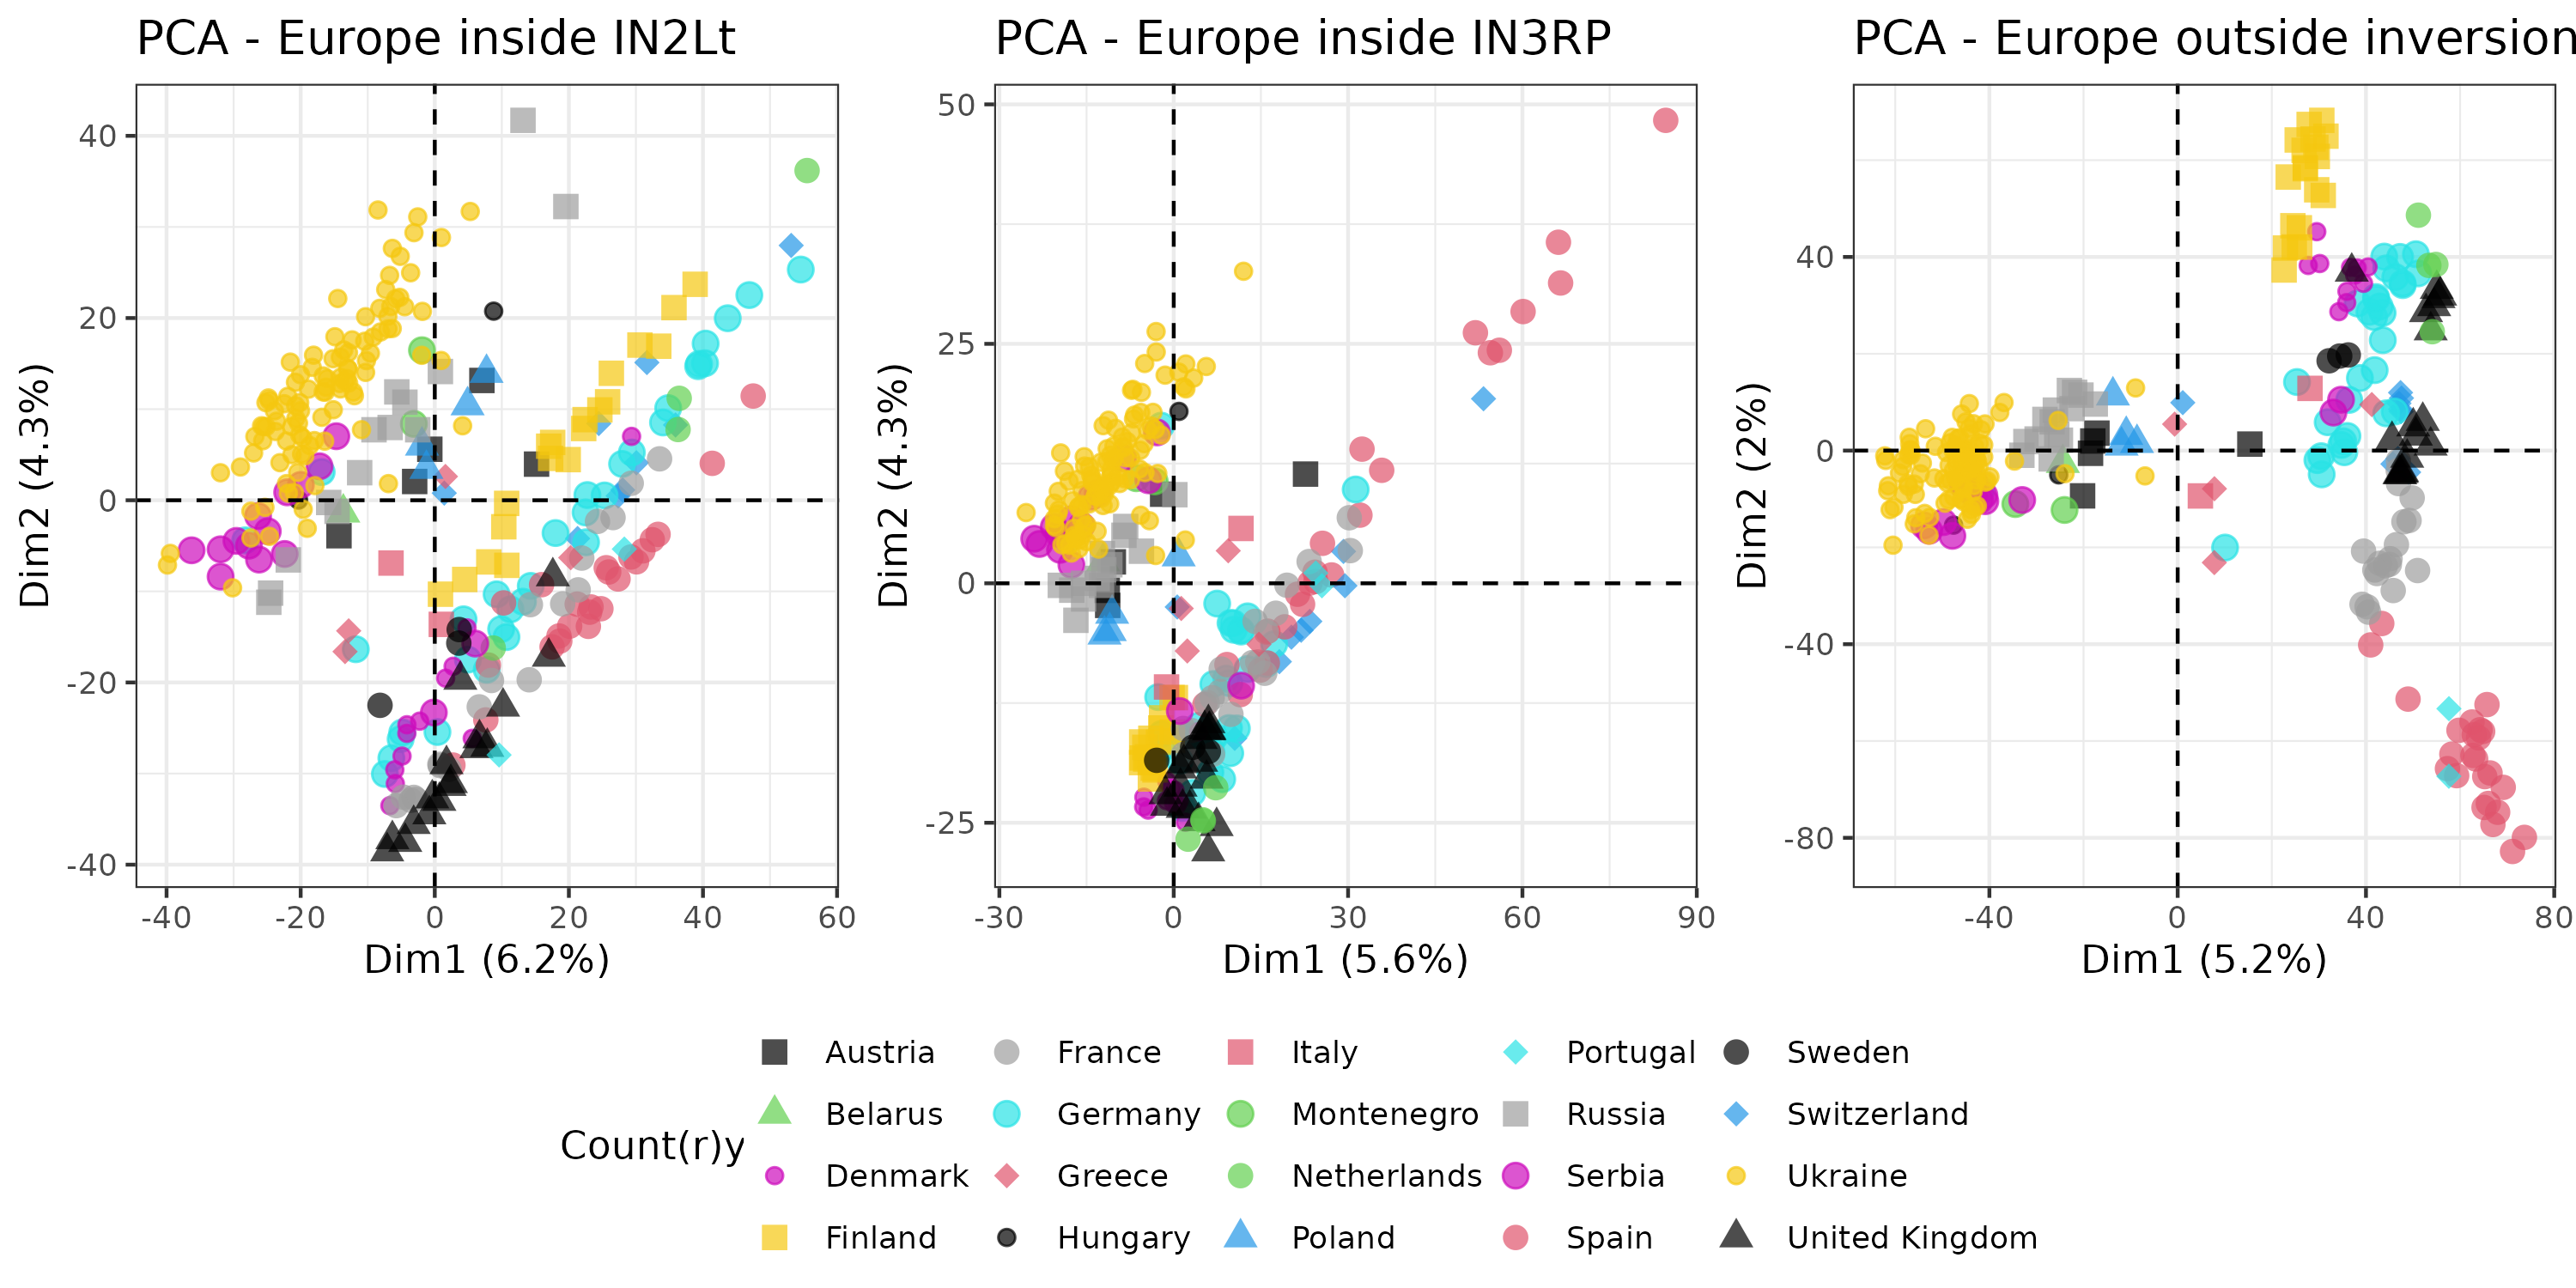 PCA - Europe inside IN2Lt
PCA - Europe inside IN3RP
PCA - Europe outside inversion
Dim2 (4.3%)
40
20
0
-20
-40
-40 -20 0 20 40 60
Dim1 (6.2%)
Dim2 (4.3%)
50
25
0
-25
-30 0 30 60 90
Dim1 (5.6%)
Dim2 (2%)
40
0
-40
-80
-40 0 40 80
Dim1 (5.2%)
Count(r)y
Austria
Belarus
Denmark
Finland
France
Germany
Greece
Hungary
Italy
Montenegro
Netherlands
Poland
Portugal
Russia
Serbia
Spain
Sweden
Switzerland
Ukraine
United Kingdom